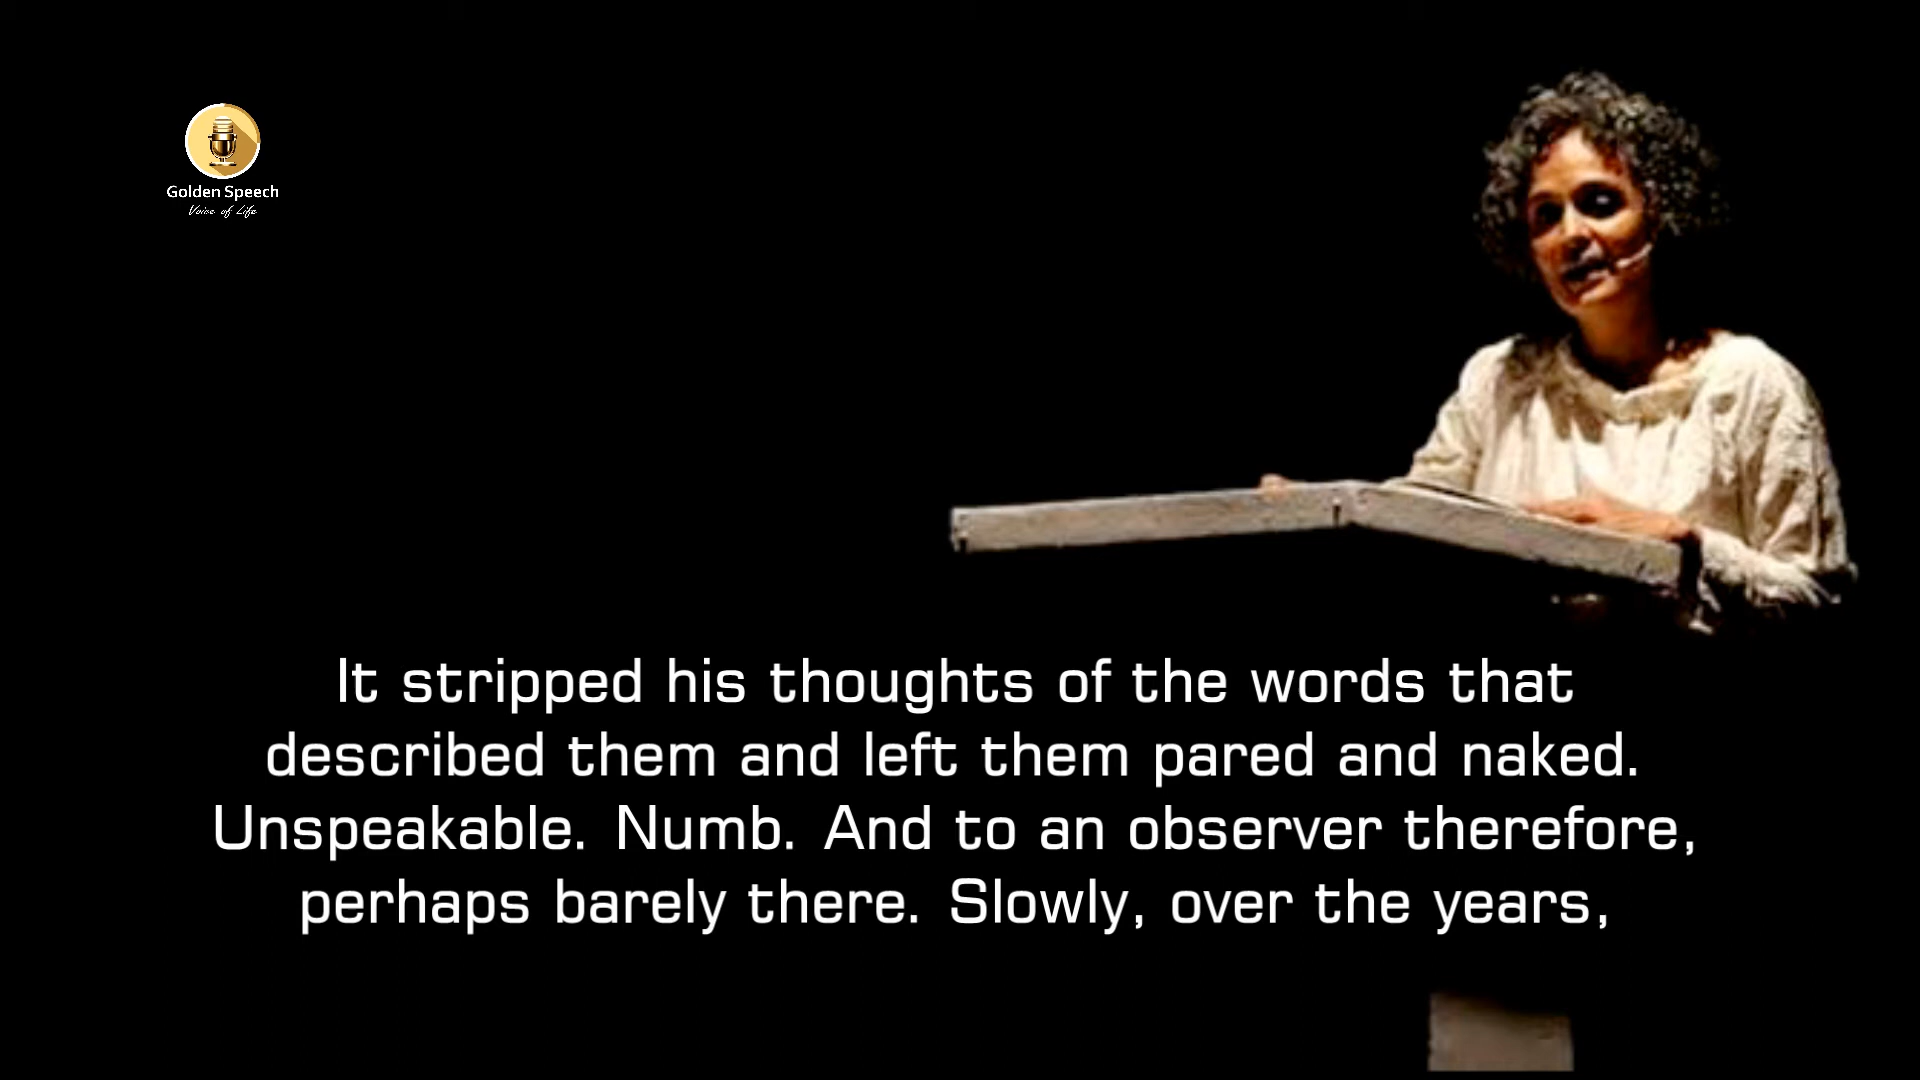 Golden Speech
Voice of Life
It stripped his thoughts of the words that
described them and left them pared and naked.
Unspeakable. Numb. And to an observer therefore,
perhaps barely there. Slowly, over the years,